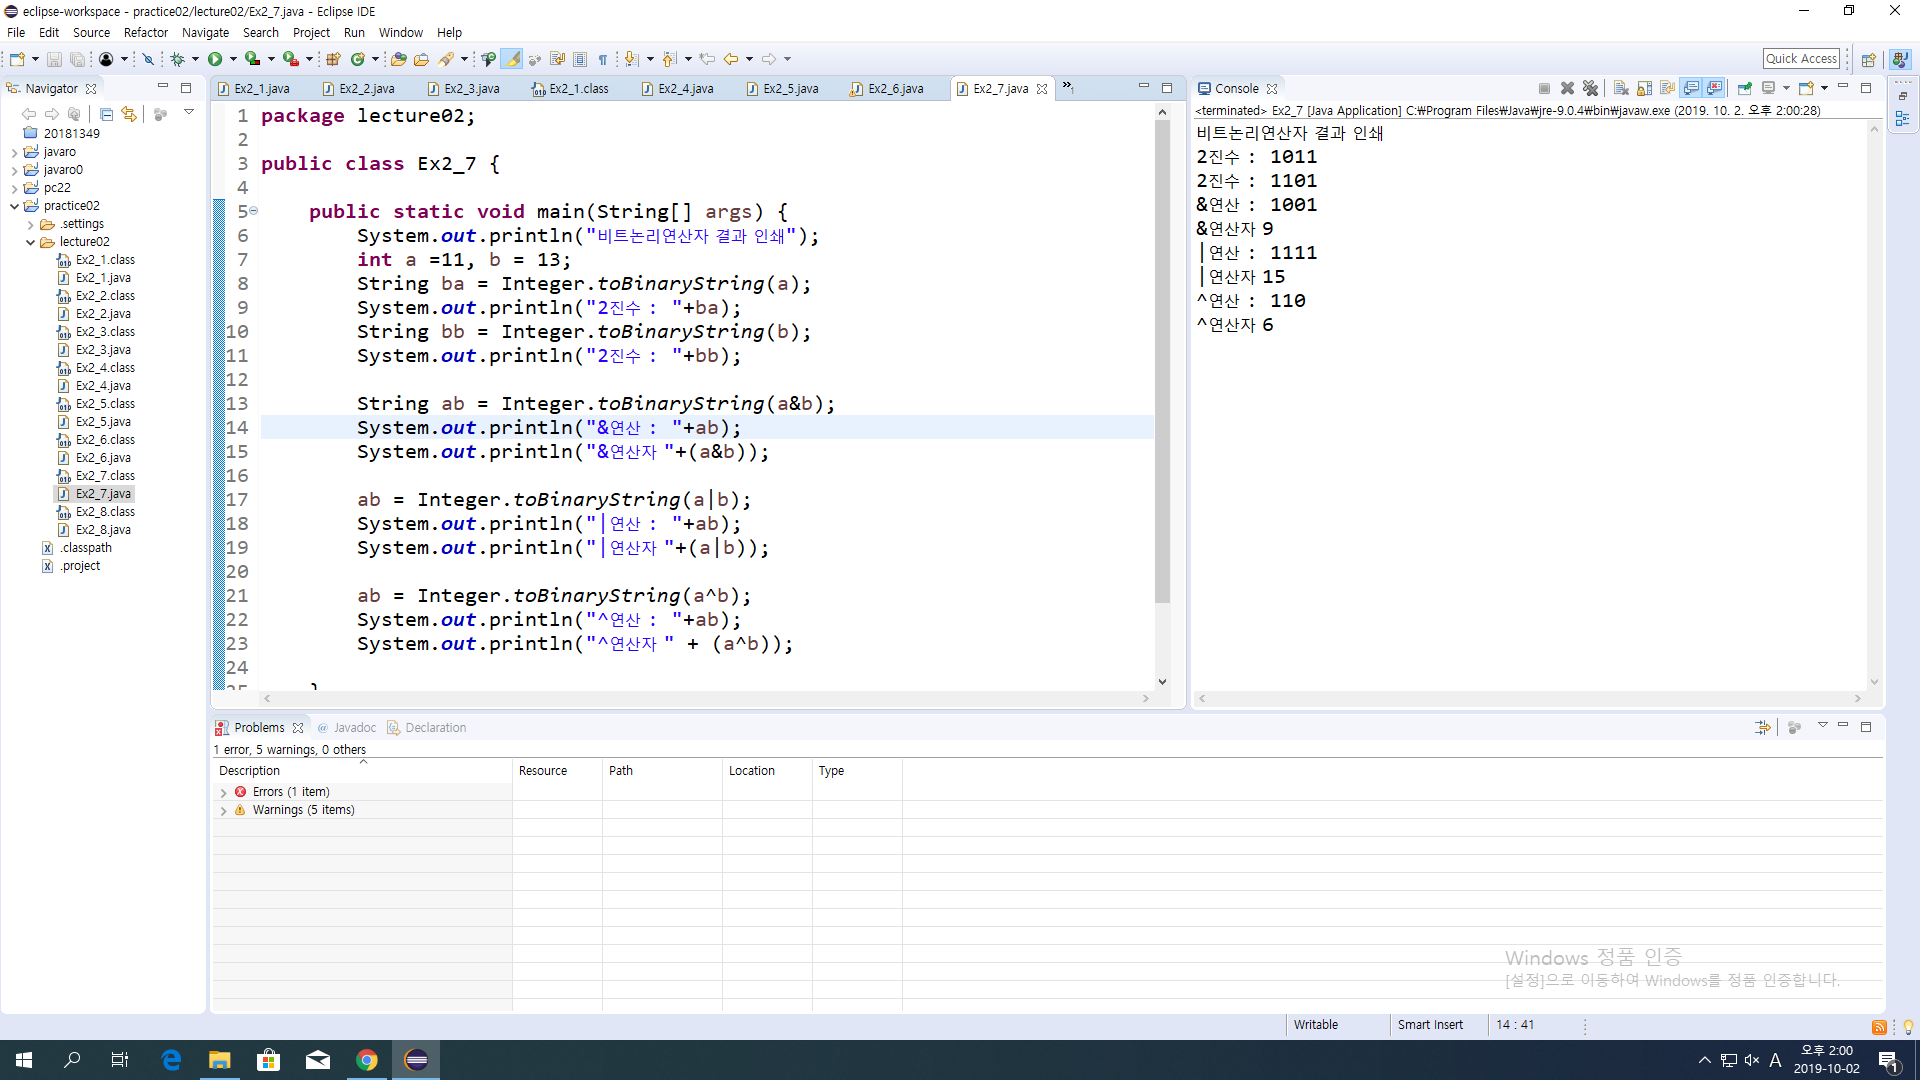 eclipse-workspace - practice02/lecture02/Ex2_7.java - Eclipse IDE
File Edit Source Refactor Navigate Search Project Run Window Help
Quick Access
Navigator
20181349
javaro
javaro0
pc22
practice02
.settings
lecture02
Ex2_1.class
Ex2_1.java
Ex2_2.class
Ex2_2.java
Ex2_3.class
Ex2_3.java
Ex2_4.class
Ex2_4.java
Ex2_5.class
Ex2_5.java
Ex2_6.class
Ex2_6.java
Ex2_7.class
Ex2_7.java
Ex2_8.class
Ex2_8.java
.classpath
.project
Ex2_1.java Ex2_2.java Ex2_3.java Ex2_1.class Ex2_4.java Ex2_5.java Ex2_6.java Ex2_7.java
1 package lecture02;
2
3 public class Ex2_7 {
4
5 public static void main(String[] args) {
6 System.out.println("비트논리연산자 결과 인쇄");
7 int a =11, b = 13;
8 String ba = Integer.toBinaryString(a);
9 System.out.println("2진수 : "+ba);
10 String bb = Integer.toBinaryString(b);
11 System.out.println("2진수 : "+bb);
12
13 String ab = Integer.toBinaryString(a&b);
14 System.out.println("&연산 : "+ab);
15 System.out.println("&연산자 "+(a&b));
16
17 ab = Integer.toBinaryString(a|b);
18 System.out.println("|연산 : "+ab);
19 System.out.println("|연산자 "+(a|b));
20
21 ab = Integer.toBinaryString(a^b);
22 System.out.println("^연산 : "+ab);
23 System.out.println("^연산자 " + (a^b));
24
25 }
Console
<terminated> Ex2_7 [Java Application] C:₩Program Files₩Java₩jre-9.0.4₩bin₩javaw.exe (2019. 10. 2. 오후 2:00:28)
비트논리연산자 결과 인쇄
2진수 : 1011
2진수 : 1101
&연산 : 1001
&연산자 9
|연산 : 1111
|연산자 15
^연산 : 110
^연산자 6
Problems @ Javadoc Declaration
1 error, 5 warnings, 0 others
Description Resource Path Location Type
Errors (1 item)
Warnings (5 items)
Windows 정품 인증
[설정]으로 이동하여 Windows를 정품 인증합니다.
Writable Smart Insert 14 : 41
A 오후 2:00
2019-10-02
1